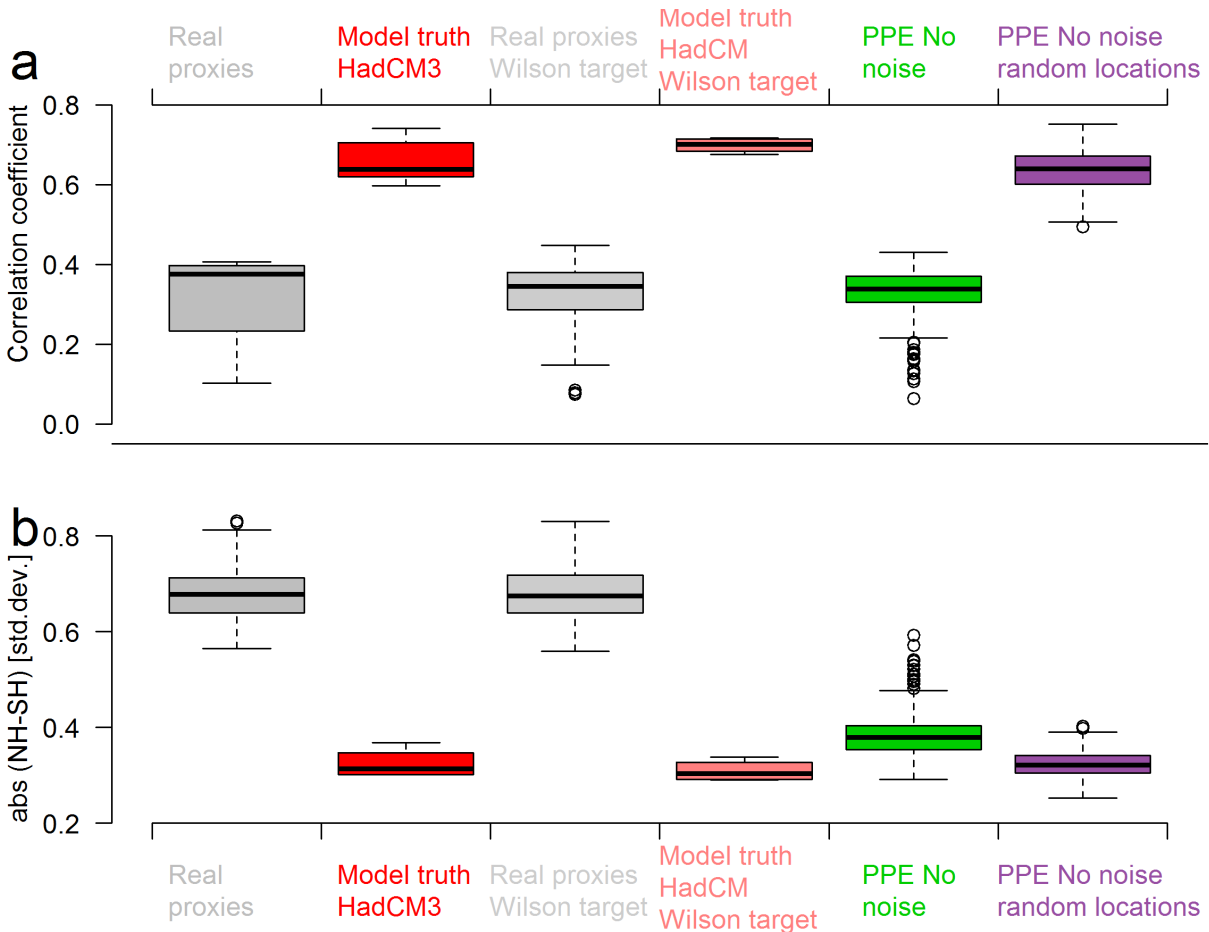 Real
proxies
Model truth
HadCM3
Real proxies
Wilson target
Model truth
HadCM
Wilson target
PPE No
noise
PPE No noise
random locations
a
Correlation coefficient
0.8
0.6
0.4
0.2
0.0
b
abs (NH-SH) [std.dev.]
0.8
0.6
0.4
0.2
Real
proxies
Model truth
HadCM3
Real proxies
Wilson target
Model truth
HadCM
Wilson target
PPE No
noise
PPE No noise
random locations